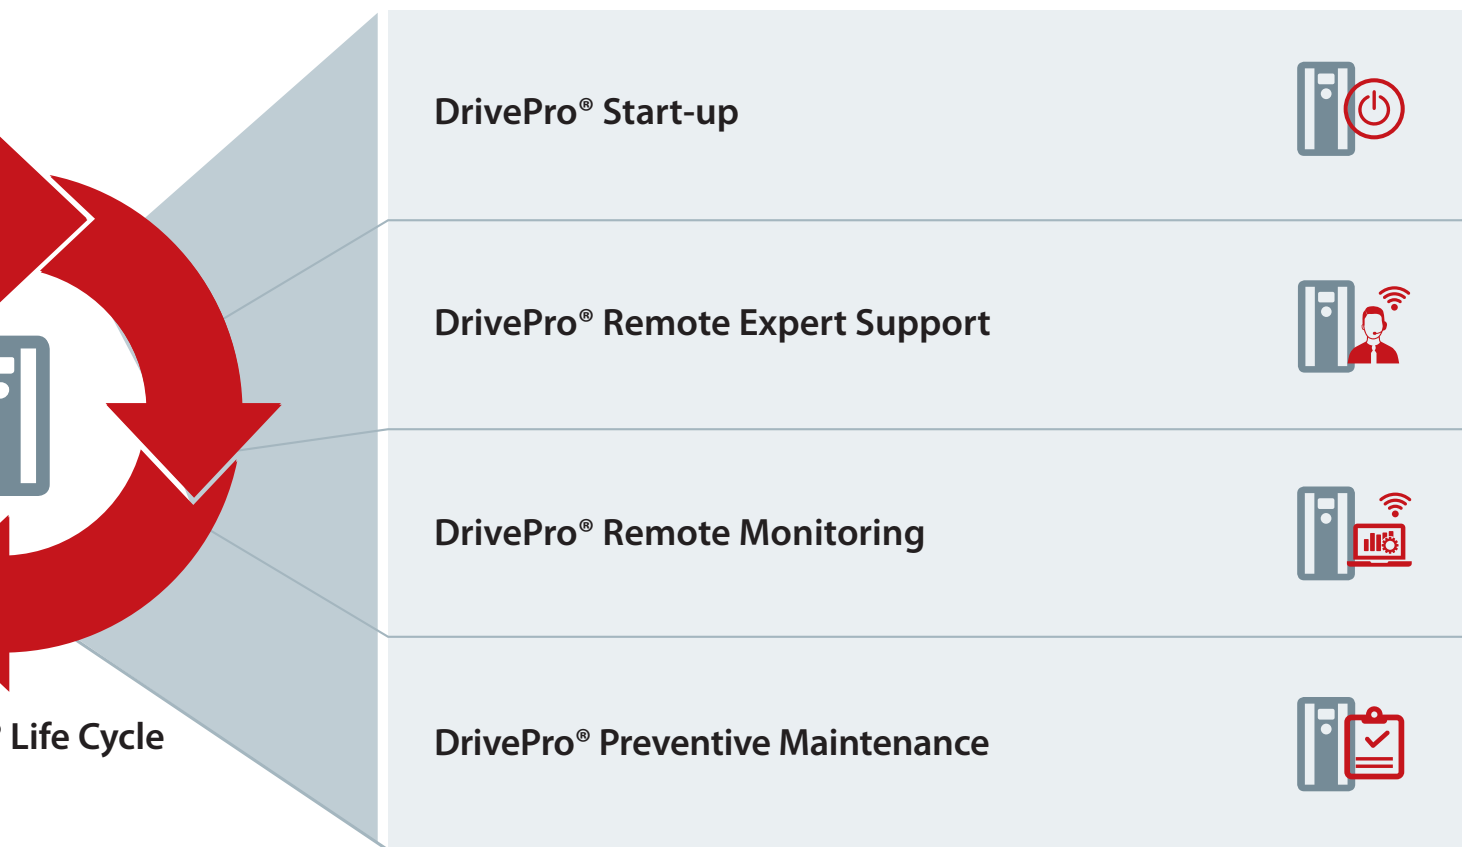 DrivePro® Start-up
DrivePro® Remote Expert Support
DrivePro® Remote Monitoring
DrivePro® Preventive Maintenance
® Life Cycle